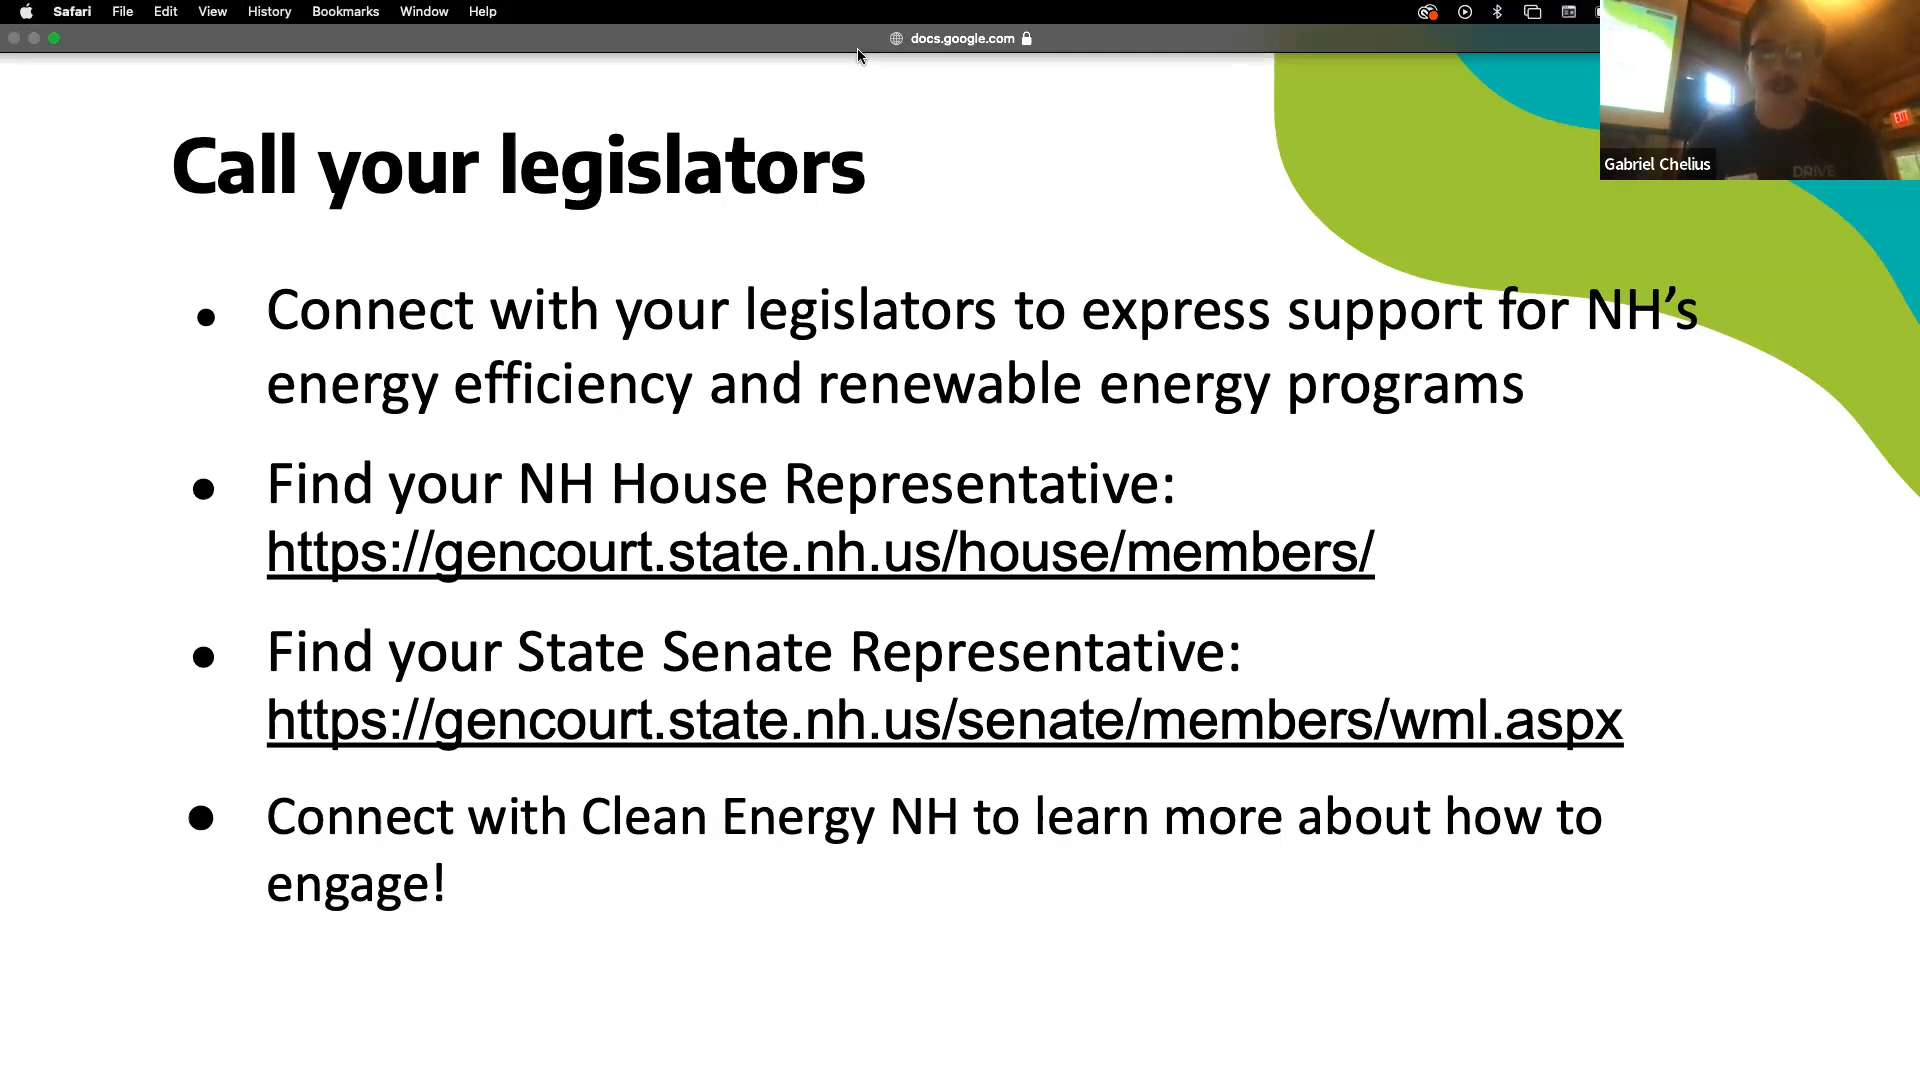 Safari File Edit View History Bookmarks Window Help
docs.google.com
Gabriel Chelius
DRIVE
EXIT
Call your legislators
● Connect with your legislators to express support for NH’s
energy efficiency and renewable energy programs
● Find your NH House Representative:
https://gencourt.state.nh.us/house/members/
● Find your State Senate Representative:
https://gencourt.state.nh.us/senate/members/wml.aspx
● Connect with Clean Energy NH to learn more about how to
engage!